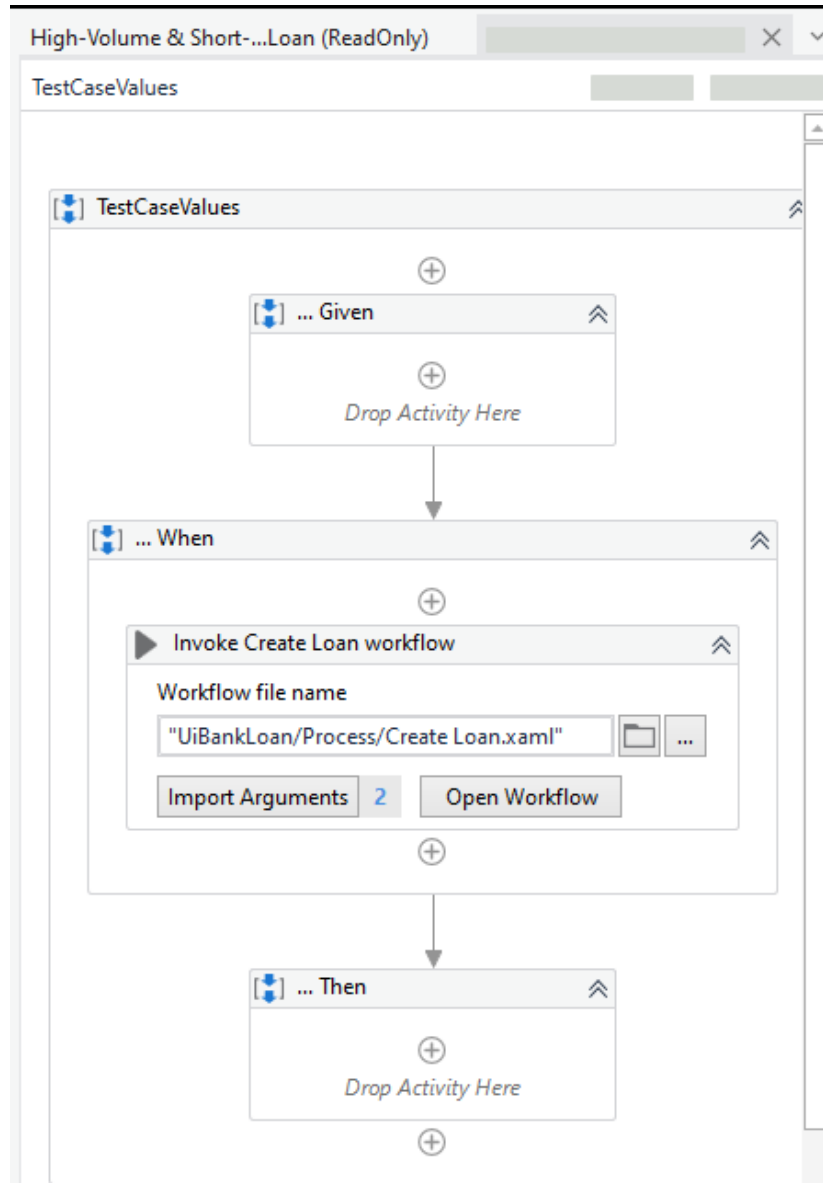 High-Volume & Short-...Loan (ReadOnly)
TestCaseValues
TestCaseValues
... Given
Drop Activity Here
... When
Invoke Create Loan workflow
Workflow file name
"UiBankLoan/Process/Create Loan.xaml"
...
Import Arguments 2 Open Workflow
... Then
Drop Activity Here